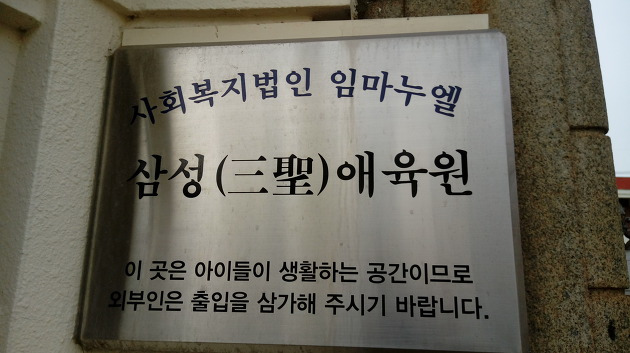 사회복지법인 임마누엘
삼성(三聖)애육원
이 곳은 아이들이 생활하는 공간이므로
외부인은 출입을 삼가해 주시기 바랍니다.